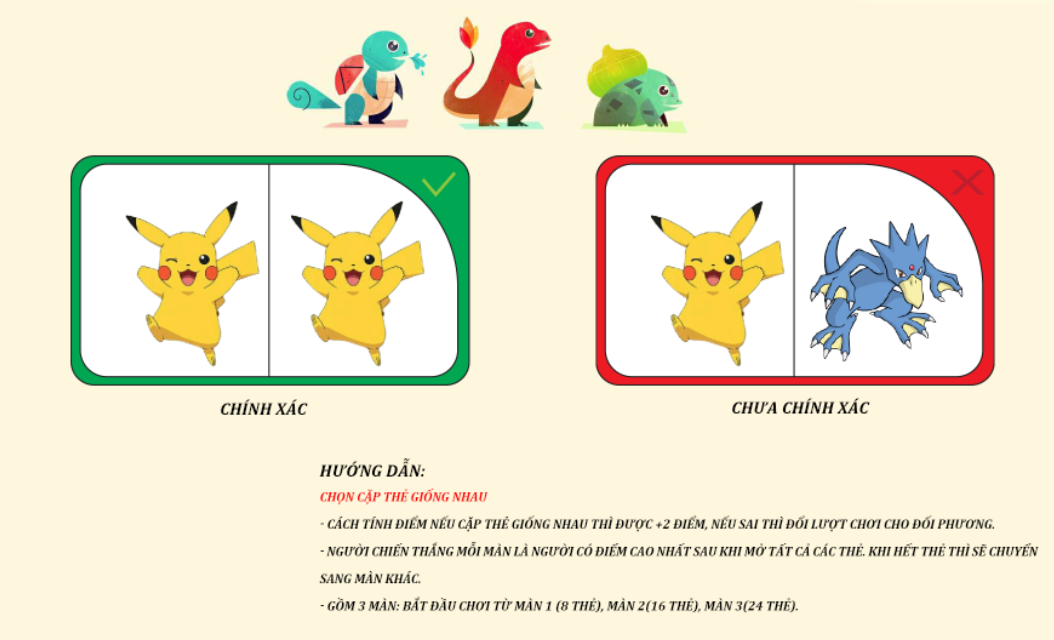 CHÍNH XÁC
CHƯA CHÍNH XÁC
HƯỚNG DẪN:
CHỌN CẶP THẺ GIỐNG NHAU
- CÁCH TÍNH ĐIỂM NẾU CẶP THẺ GIỐNG NHAU THÌ ĐƯỢC +2 ĐIỂM, NẾU SAI THÌ ĐỔI LƯỢT CHƠI CHO ĐỐI PHƯƠNG.
- NGƯỜI CHIẾN THẮNG MỖI MÀN LÀ NGƯỜI CÓ ĐIỂM CAO NHẤT SAU KHI MỞ TẤT CẢ CÁC THẺ. KHI HẾT THẺ THÌ SẼ CHUYỂN
SANG MÀN KHÁC.
- GỒM 3 MÀN: BẮT ĐẦU CHƠI TỪ MÀN 1 (8 THẺ), MÀN 2(16 THẺ), MÀN 3(24 THẺ).